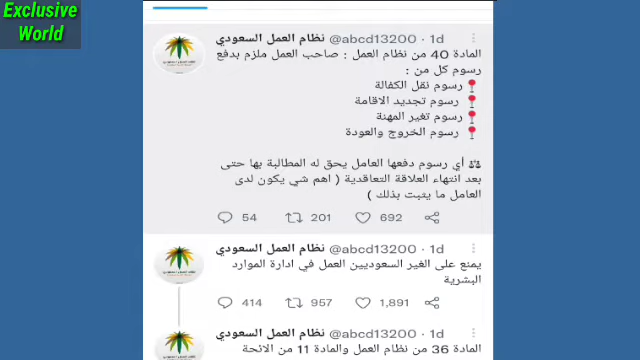 Exclusive
World
نظام العمل السعودي @abcd13200 · 1d
المادة 40 من نظام العمل : صاحب العمل ملزم بدفع
رسوم كل من :
📍 رسوم نقل الكفالة
📍 رسوم تجديد الاقامة
📍 رسوم تغير المهنة
📍 رسوم الخروج والعودة
⚖️ أي رسوم دفعها العامل يحق له المطالبة بها حتى
بعد انتهاء العلاقة التعاقدية ( اهم شي يكون لدى
العامل ما يثبت بذلك )
54 201 692
نظام العمل السعودي @abcd13200 · 1d
يمنع على الغير السعوديين العمل في ادارة الموارد
البشرية
414 957 1,891
نظام العمل السعودي @abcd13200 · 1d
المادة 36 من نظام العمل والمادة 11 من الائحة